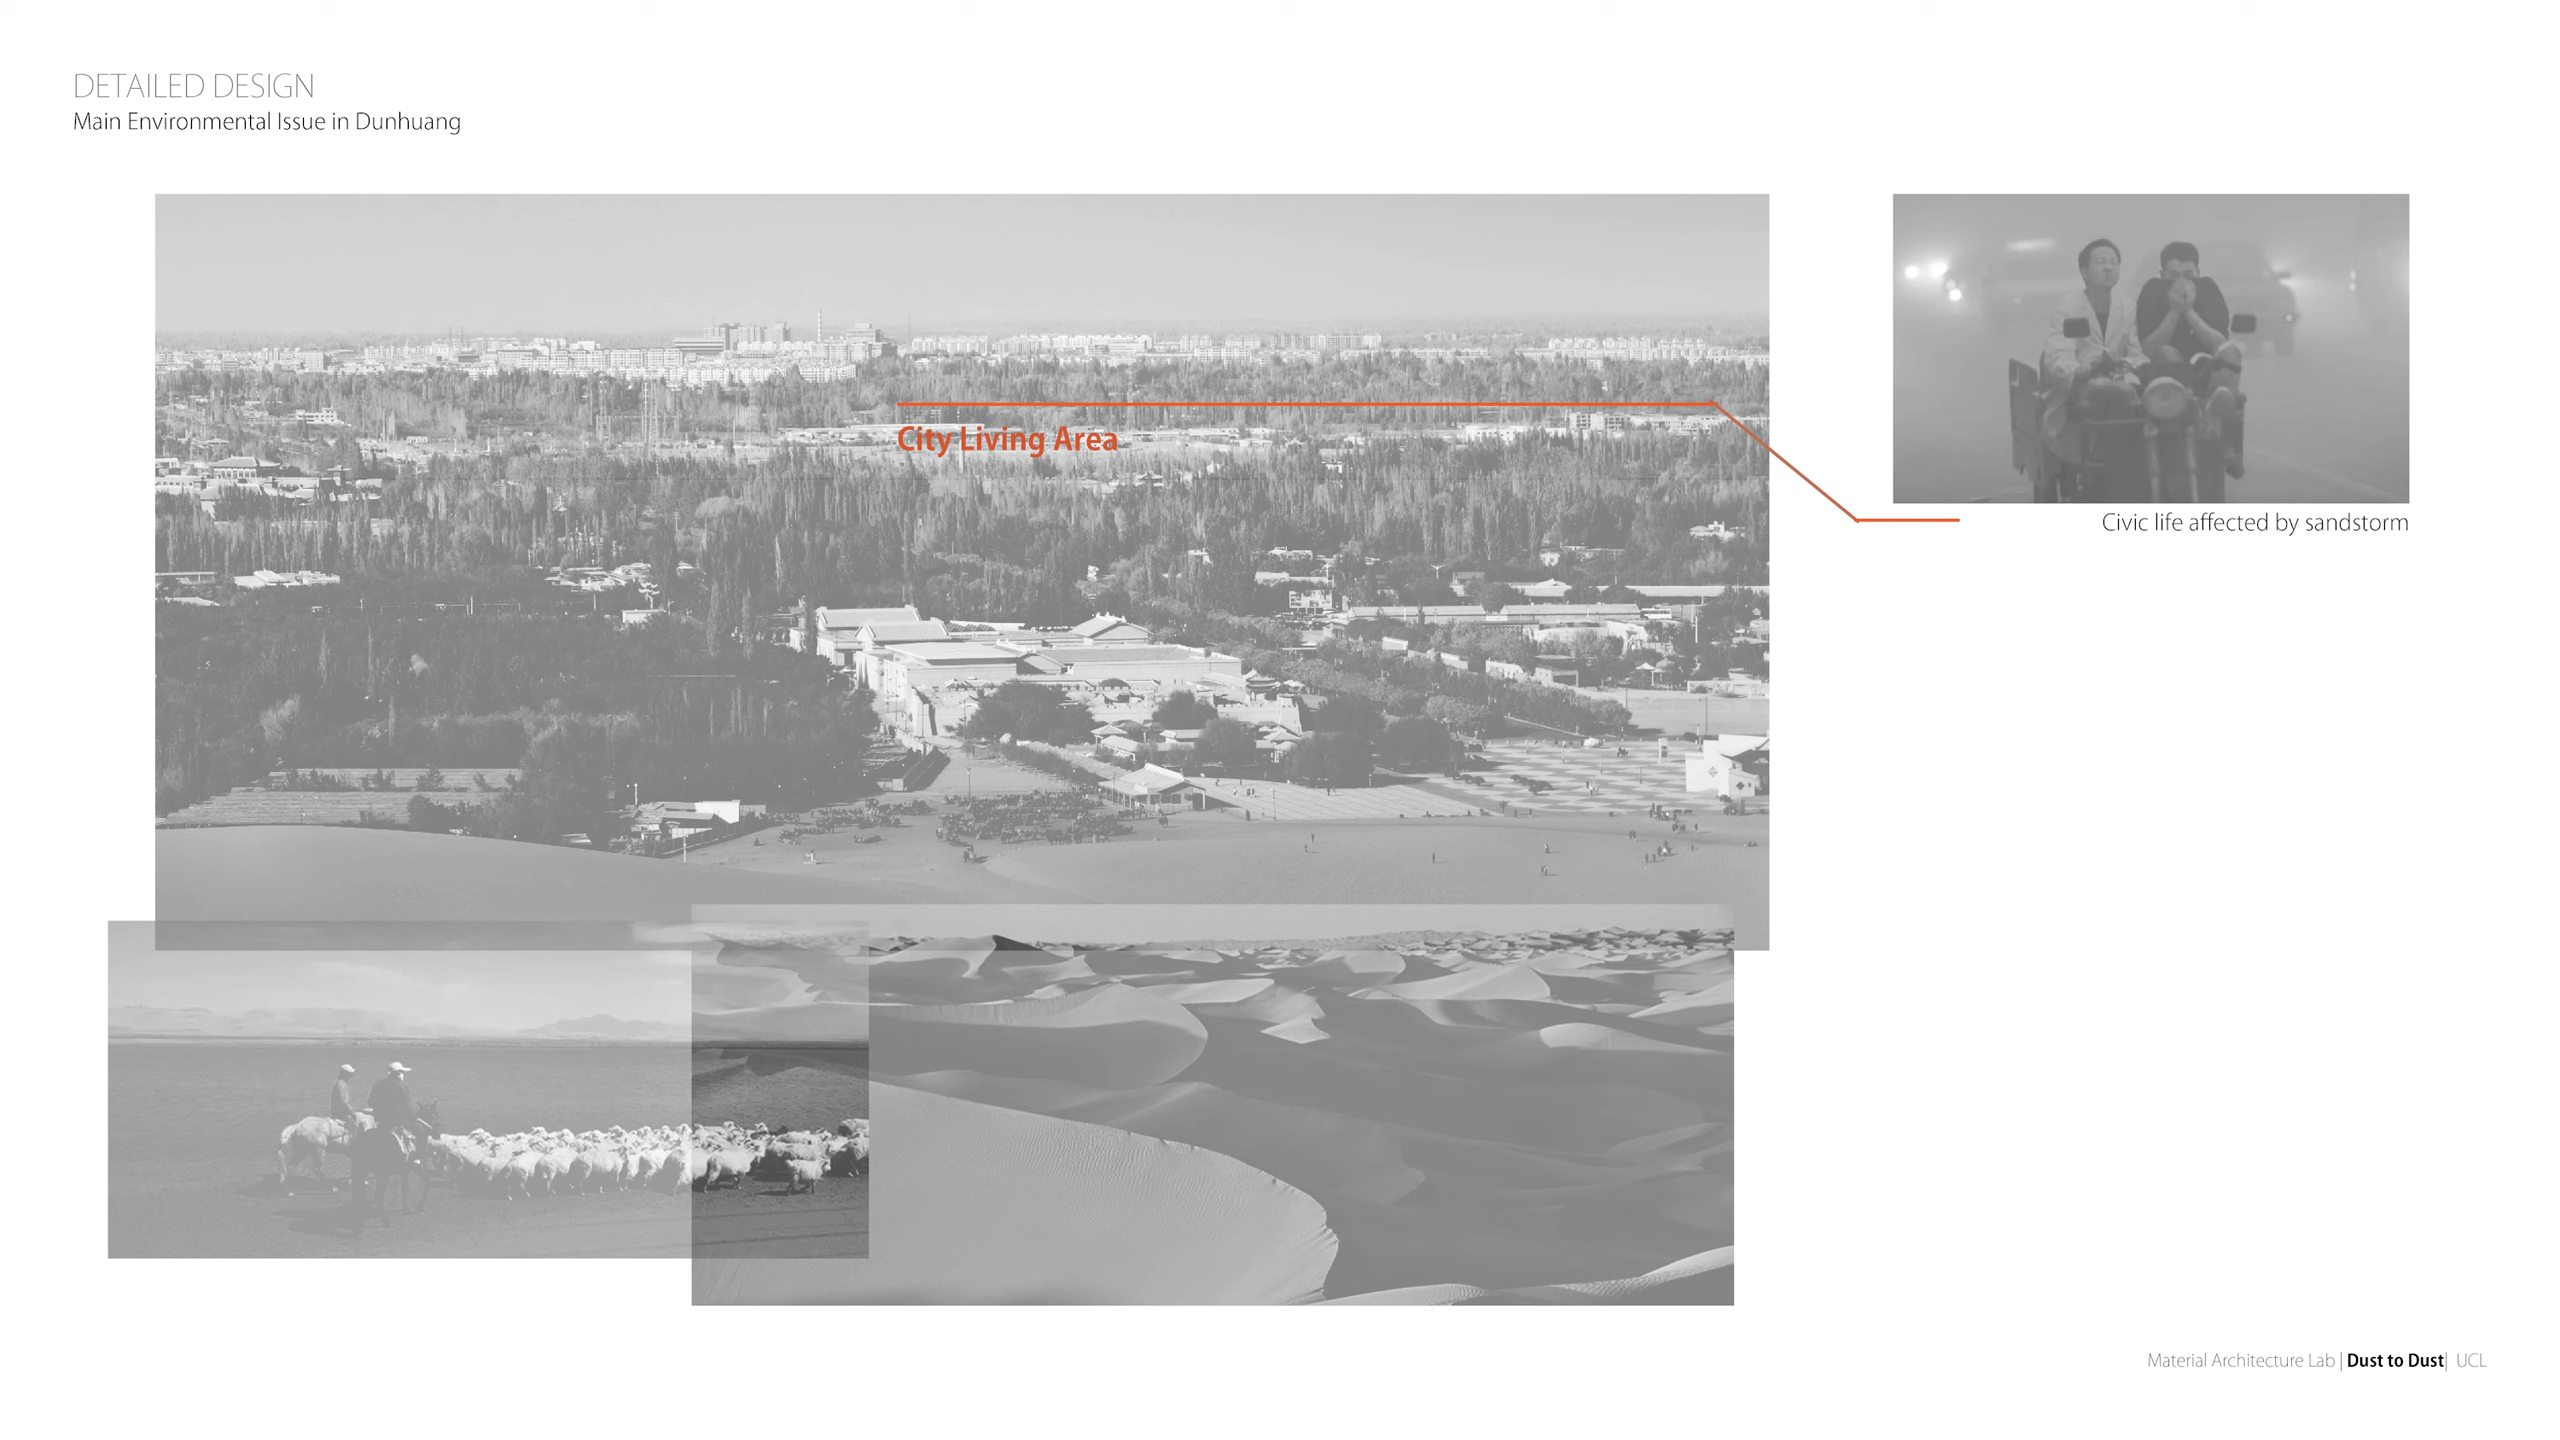 DETAILED DESIGN
Main Environmental Issue in Dunhuang
City Living Area
Civic life affected by sandstorm
Material Architecture Lab | Dust to Dust| UCL